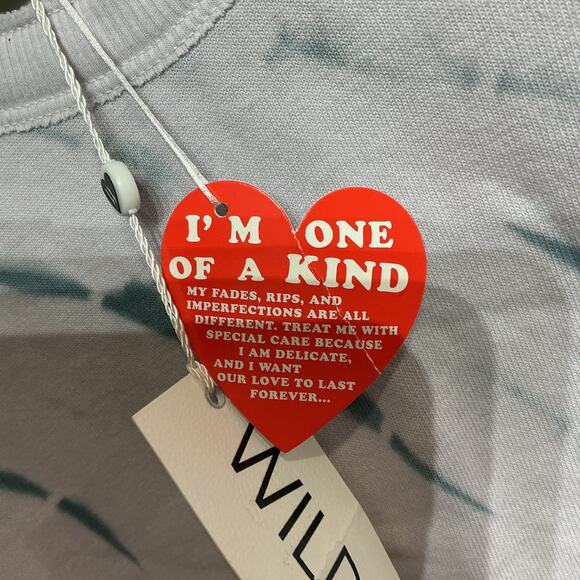 I'M ONE
OF A KIND
MY FADES, RIPS, AND
IMPERFECTIONS ARE ALL
DIFFERENT. TREAT ME WITH
SPECIAL CARE BECAUSE
I AM DELICATE,
AND I WANT
OUR LOVE TO LAST
FOREVER...